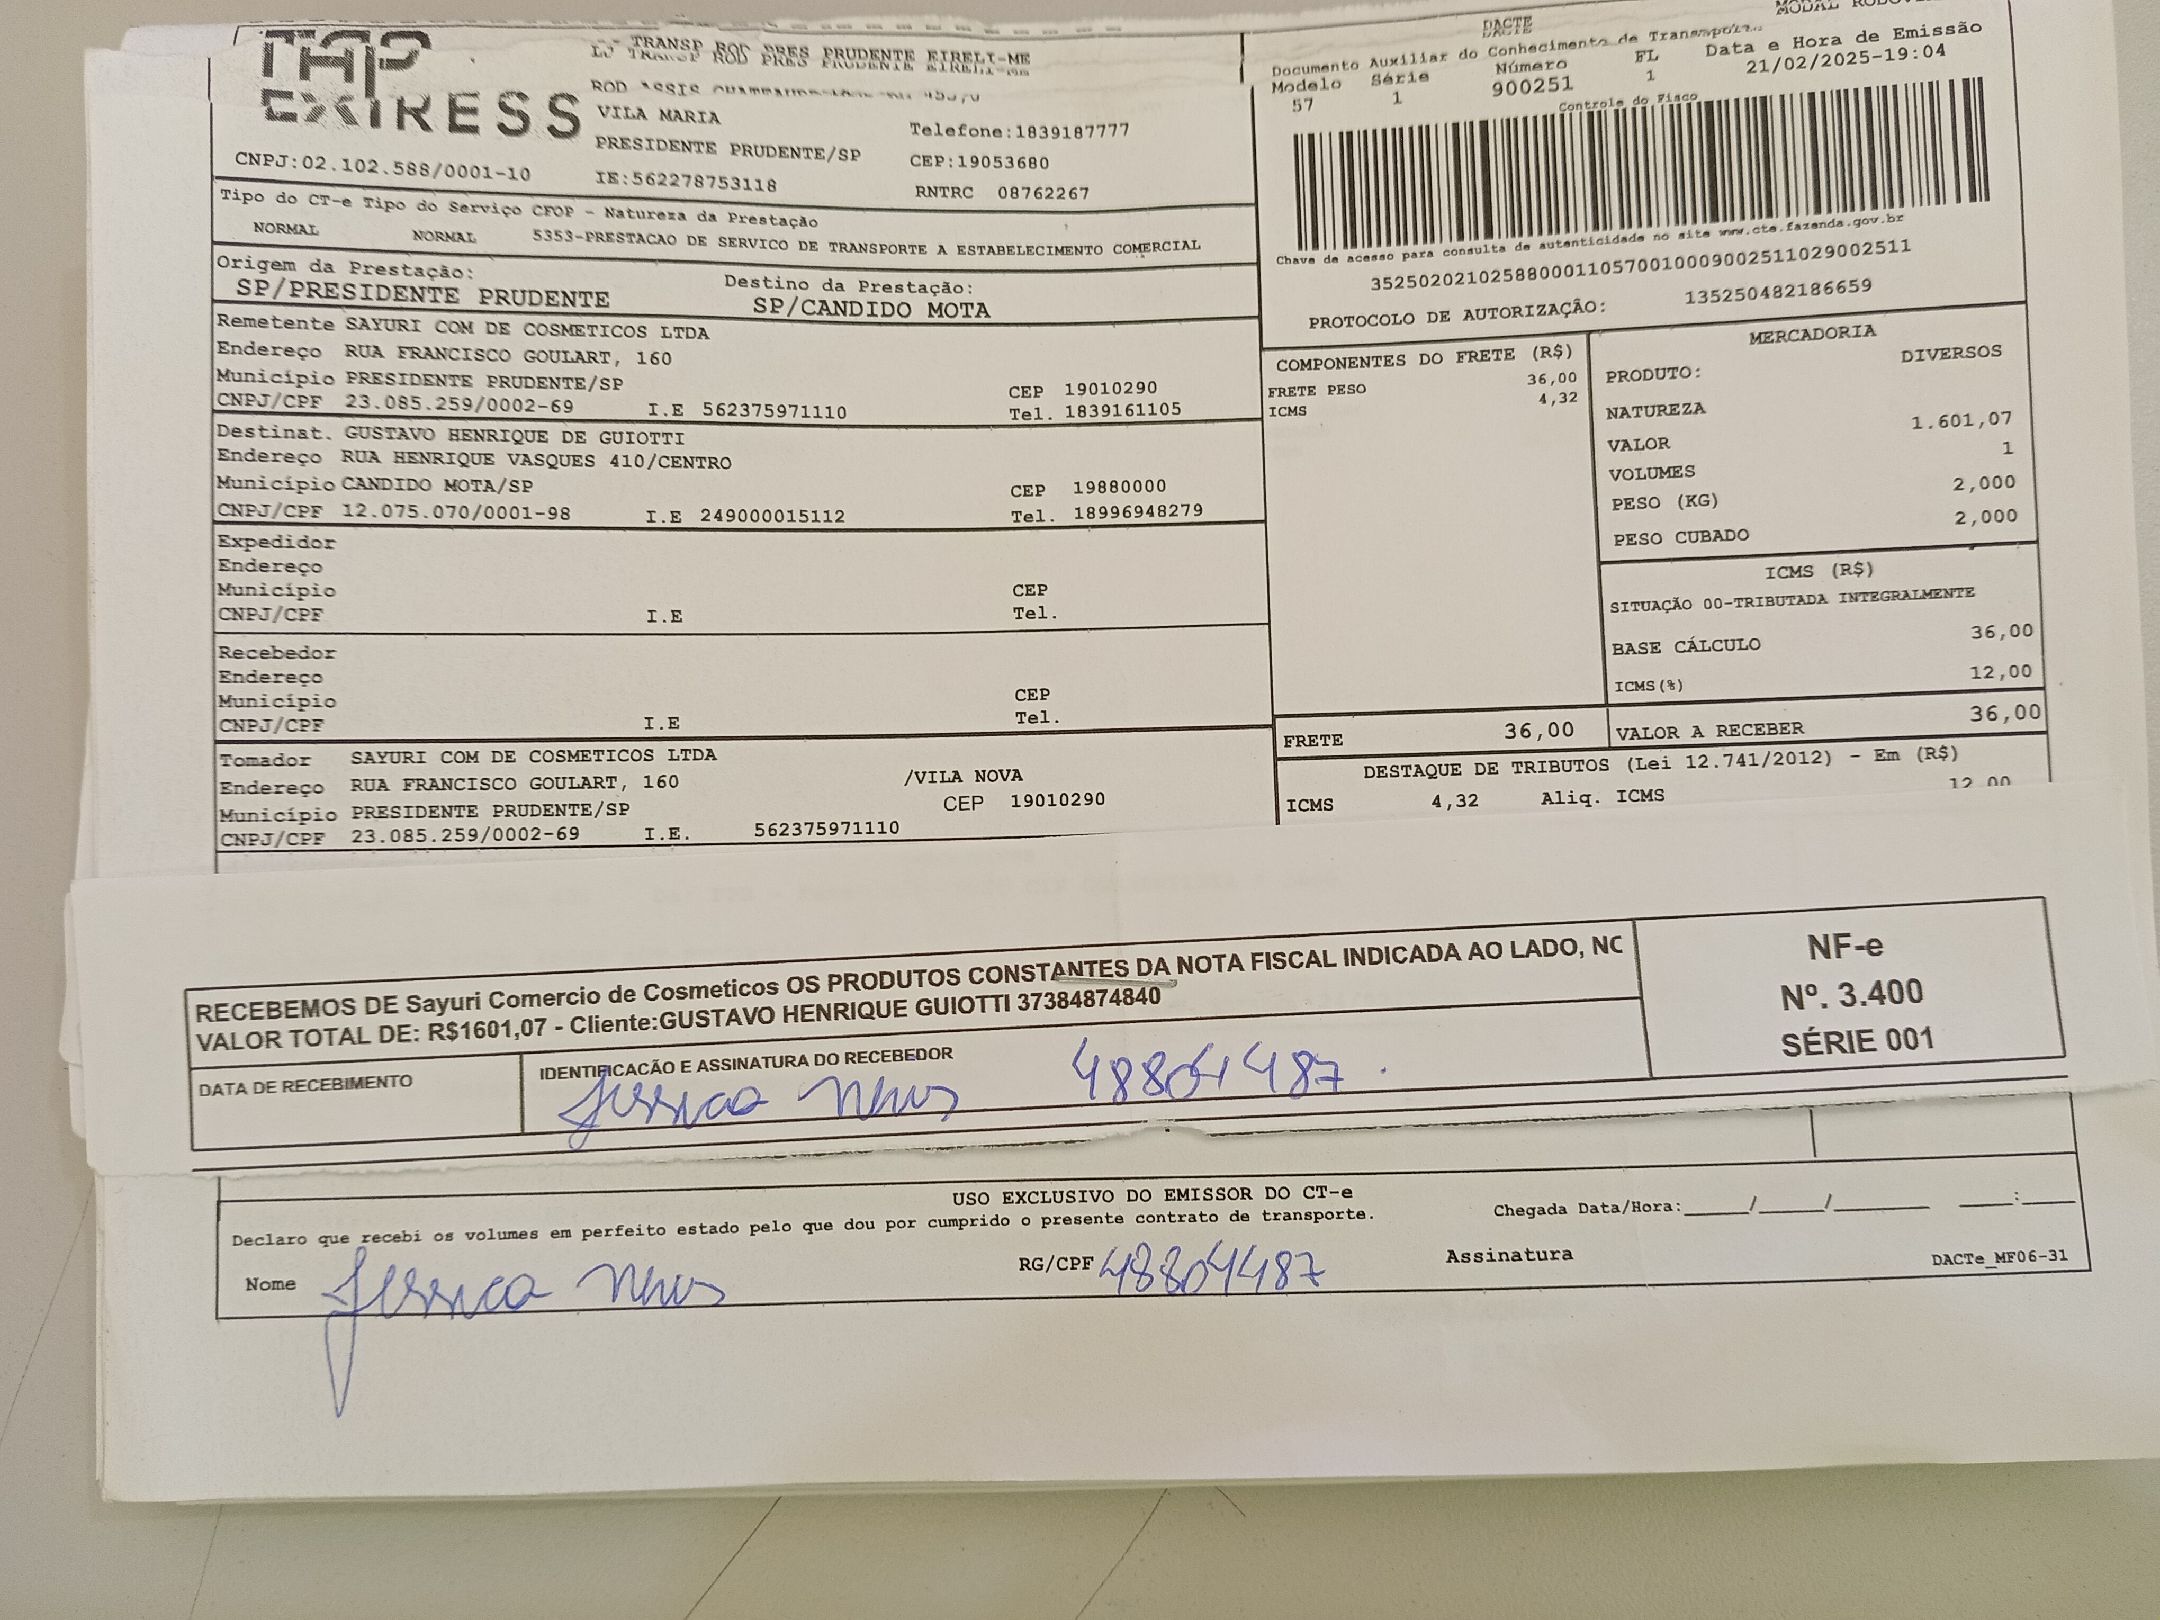 TAP
EXPRESS
TRANSP ROD PRES PRUDENTE EIRELI-ME
ROD ASSIS
VILA MARIA
Telefone:1839187777
PRESIDENTE PRUDENTE/SP CEP:19053680
CNPJ:02.102.588/0001-10 IE:562278753118 RNTRC 08762267
DACTE
Documento Auxiliar do Conhecimento de
Modelo Série Número FL Data e Hora de Emissão
57 1 900251 1 21/02/2025-19:04
Controle do Fisco
Chave de acesso para consulta de autenticidade no site www.cte.fazenda.gov.br
35250202102588000110570010009002511029002511
PROTOCOLO DE AUTORIZAÇÃO: 135250482186659
Tipo do CT-e Tipo do Serviço CFOP - Natureza da Prestação
NORMAL NORMAL 5353-PRESTACAO DE SERVICO DE TRANSPORTE A ESTABELECIMENTO COMERCIAL
Origem da Prestação: Destino da Prestação:
SP/PRESIDENTE PRUDENTE SP/CANDIDO MOTA
Remetente SAYURI COM DE COSMETICOS LTDA
Endereço RUA FRANCISCO GOULART, 160
Município PRESIDENTE PRUDENTE/SP CEP 19010290
CNPJ/CPF 23.085.259/0002-69 I.E 562375971110 Tel. 1839161105
Destinat. GUSTAVO HENRIQUE DE GUIOTTI
Endereço RUA HENRIQUE VASQUES 410/CENTRO
Município CANDIDO MOTA/SP CEP 19880000
CNPJ/CPF 12.075.070/0001-98 I.E 249000015112 Tel. 18996948279
Expedidor
Endereço
Município CEP
CNPJ/CPF I.E Tel.
Recebedor
Endereço
Município CEP
CNPJ/CPF I.E Tel.
Tomador SAYURI COM DE COSMETICOS LTDA
Endereço RUA FRANCISCO GOULART, 160 /VILA NOVA
Município PRESIDENTE PRUDENTE/SP CEP 19010290
CNPJ/CPF 23.085.259/0002-69 I.E. 562375971110
COMPONENTES DO FRETE (R$)
FRETE PESO 36,00
ICMS 4,32
MERCADORIA
PRODUTO: DIVERSOS
NATUREZA
VALOR 1.601,07
VOLUMES 1
PESO (KG) 2,000
PESO CUBADO 2,000
ICMS (R$)
SITUAÇÃO 00-TRIBUTADA INTEGRALMENTE
BASE CÁLCULO 36,00
ICMS(%) 12,00
FRETE 36,00 VALOR A RECEBER 36,00
DESTAQUE DE TRIBUTOS (Lei 12.741/2012) - Em (R$)
ICMS 4,32 Aliq. ICMS 12,00
RECEBEMOS DE Sayuri Comercio de Cosmeticos OS PRODUTOS CONSTANTES DA NOTA FISCAL INDICADA AO LADO, NO
VALOR TOTAL DE: R$1601,07 - Cliente:GUSTAVO HENRIQUE GUIOTTI 37384874840
DATA DE RECEBIMENTO
IDENTIFICAÇÃO E ASSINATURA DO RECEBEDOR
Jessica 48804487
NF-e
Nº. 3.400
SÉRIE 001
USO EXCLUSIVO DO EMISSOR DO CT-e
Declaro que recebi os volumes em perfeito estado pelo que dou por cumprido o presente contrato de transporte.
Chegada Data/Hora:_____/_____/_______ ____:____
Nome Jessica RG/CPF 48804487 Assinatura
DACTe_MF06-31